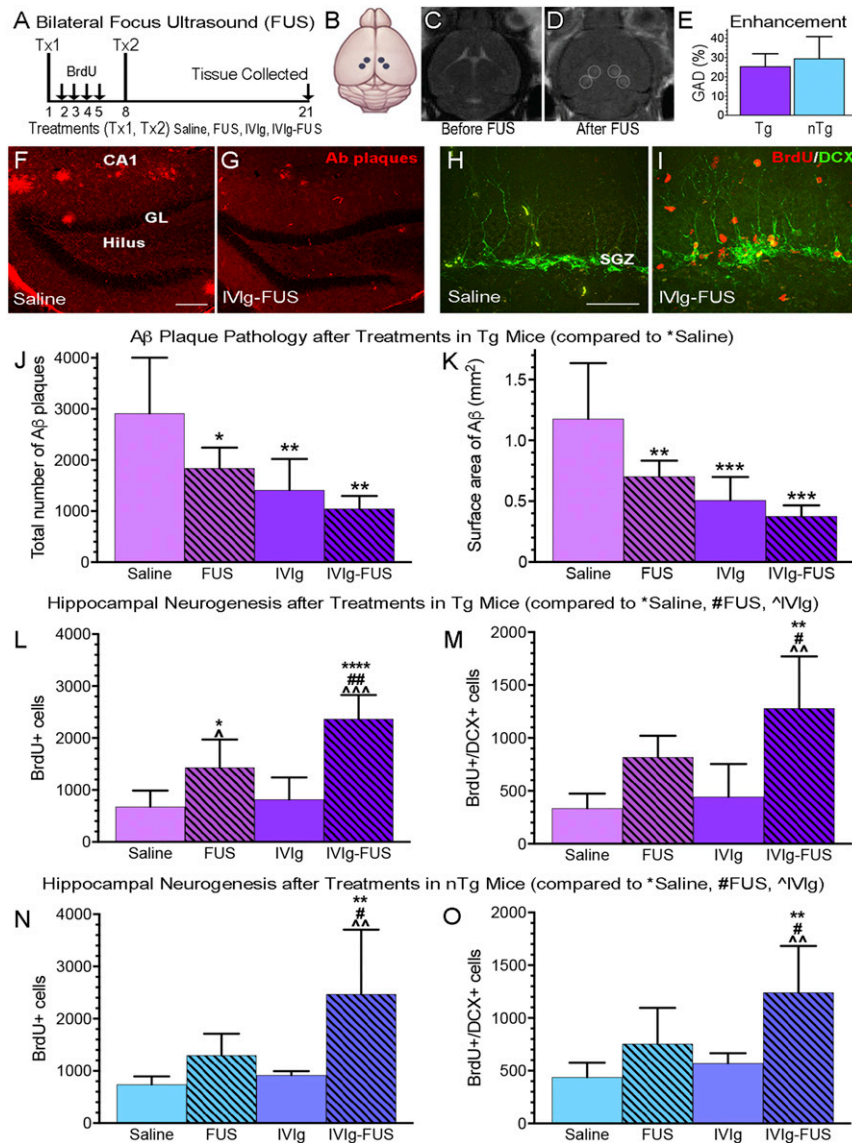 A Bilateral Focus Ultrasound (FUS)
Tx1 Tx2
BrdU
Tissue Collected
1 2 3 4 5 8 21
Treatments (Tx1, Tx2) Saline, FUS, IVIg, IVIg-FUS
B
C
Before FUS
D
After FUS
E Enhancement
GAD (%)
40
30
20
10
0
Tg nTg
F CA1
GL
Hilus
Saline
G Ab plaques
IVIg-FUS
H
SGZ
Saline
I BrdU/DCX
IVIg-FUS
Aβ Plaque Pathology after Treatments in Tg Mice (compared to *Saline)
J
Total number of Aβ plaques
4000
3000
2000
1000
0
* ** **
Saline FUS IVIg IVIg-FUS
K
Surface area of Aβ (mm²)
1.5
1.0
0.5
0
** *** ***
Saline FUS IVIg IVIg-FUS
Hippocampal Neurogenesis after Treatments in Tg Mice (compared to *Saline, #FUS, ^IVIg)
L
BrdU+ cells
4000
3000
2000
1000
0
*
^
****
##
^^^
Saline FUS IVIg IVIg-FUS
M
BrdU+/DCX+ cells
2000
1500
1000
500
0
**
#
^^
Saline FUS IVIg IVIg-FUS
Hippocampal Neurogenesis after Treatments in nTg Mice (compared to *Saline, #FUS, ^IVIg)
N
BrdU+ cells
4000
3000
2000
1000
0
**
#
^^
Saline FUS IVIg IVIg-FUS
O
BrdU+/DCX+ cells
2000
1500
1000
500
0
**
#
^^
Saline FUS IVIg IVIg-FUS